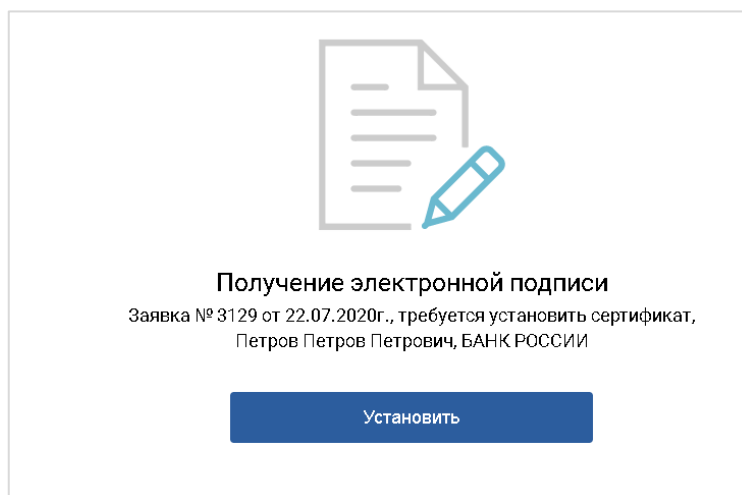 Получение электронной подписи
Заявка № 3129 от 22.07.2020г., требуется установить сертификат,
Петров Петров Петрович, БАНК РОССИИ
Установить